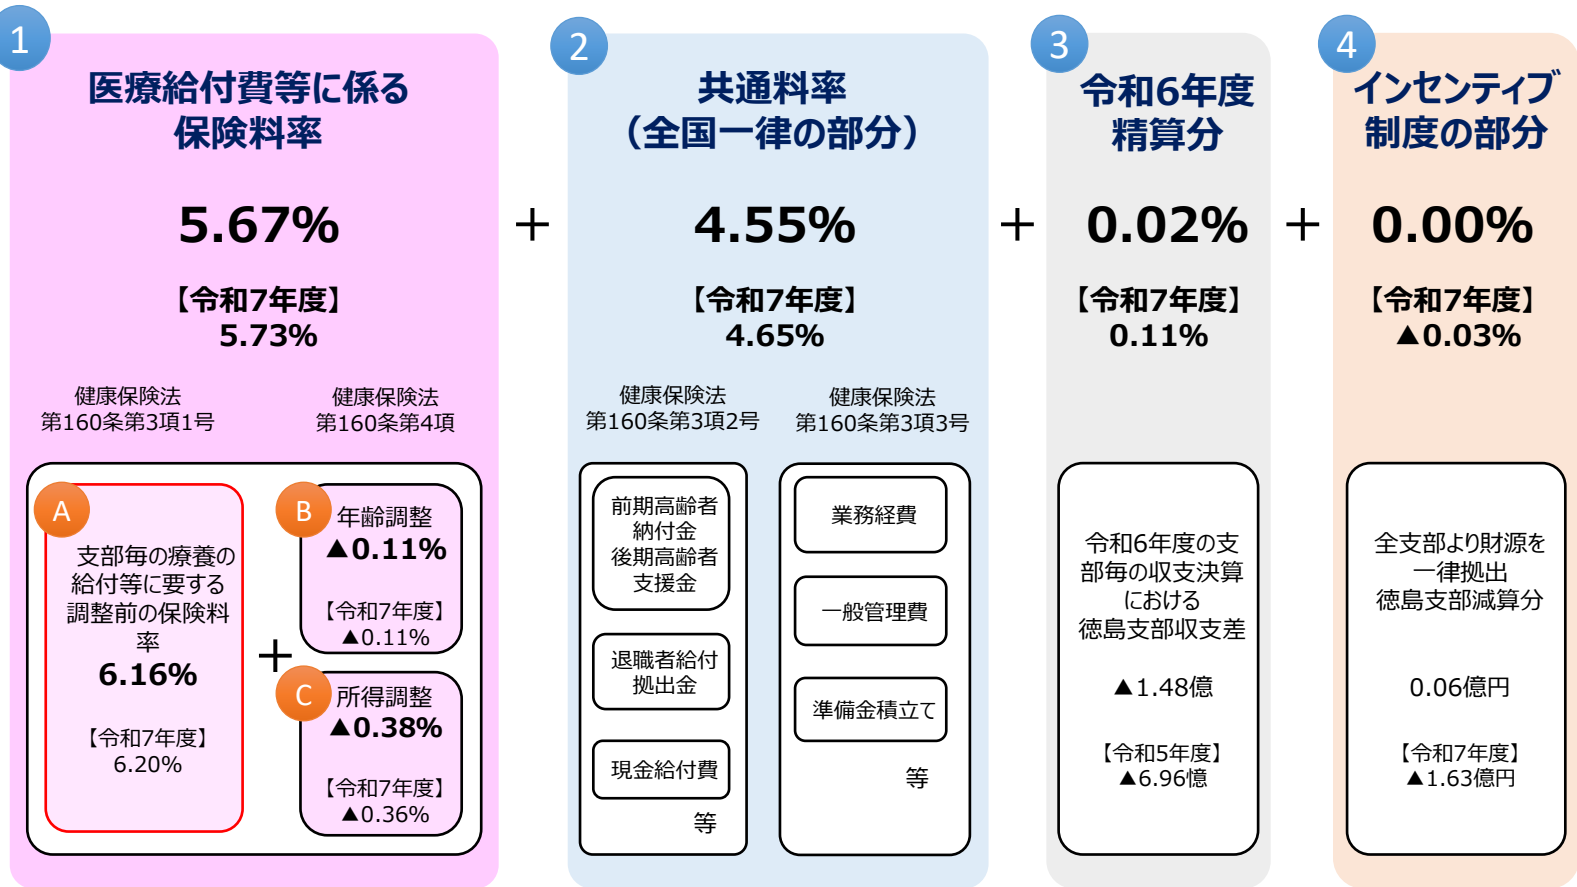 1
医療給付費等に係る
保険料率
5.67%
【令和7年度】
5.73%
健康保険法
第160条第3項1号
健康保険法
第160条第4項
A
支部毎の療養の
給付等に要する
調整前の保険料
率
6.16%
【令和7年度】
6.20%
＋
B
年齢調整
▲0.11%
【令和7年度】
▲0.11%
C
所得調整
▲0.38%
【令和7年度】
▲0.36%
＋
2
共通料率
（全国一律の部分）
4.55%
【令和7年度】
4.65%
健康保険法
第160条第3項2号
前期高齢者
納付金
後期高齢者
支援金
退職者給付
拠出金
現金給付費
等
健康保険法
第160条第3項3号
業務経費
一般管理費
準備金積立て
等
＋
3
令和6年度
精算分
0.02%
【令和7年度】
0.11%
令和6年度の支
部毎の収支決算
における
徳島支部収支差
▲1.48億
【令和5年度】
▲6.96憶
＋
4
インセンティブ
制度の部分
0.00%
【令和7年度】
▲0.03%
全支部より財源を
一律拠出
徳島支部減算分
0.06億円
【令和7年度】
▲1.63億円